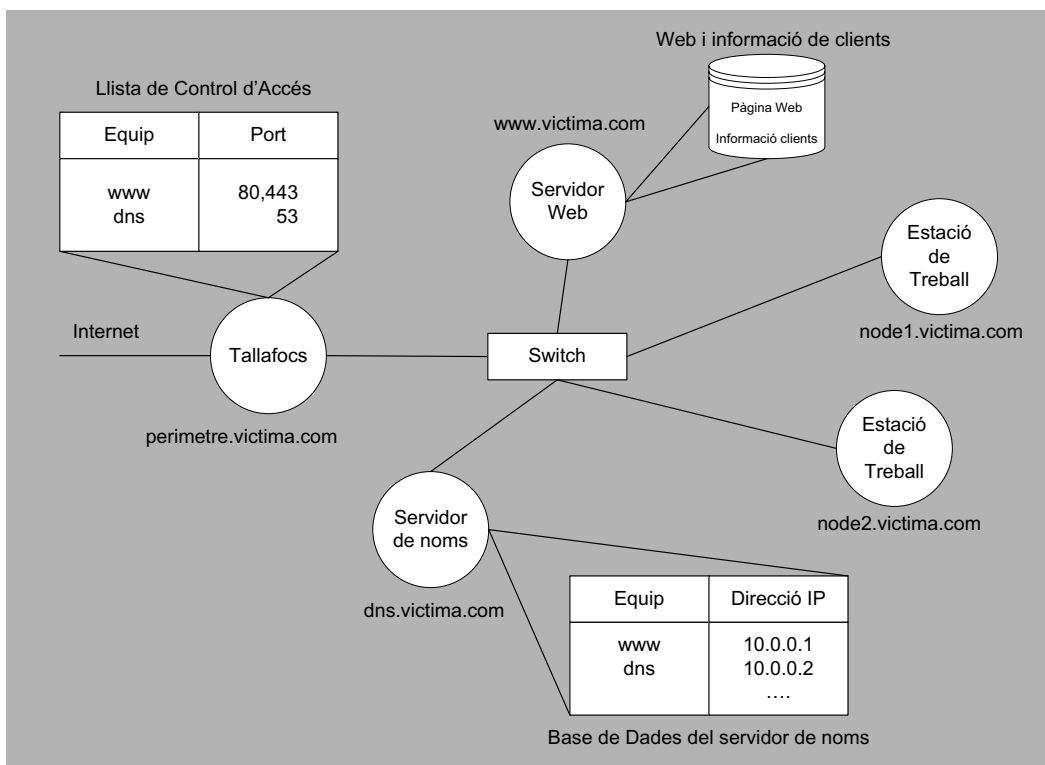 Web i informació de clients
Llista de Control d'Accés
Equip Port
www 80,443
dns 53
www.victima.com
Pàgina Web
Informació clients
Servidor
Web
Estació
de
Treball
node1.victima.com
Internet
Tallafocs
Switch
perimetre.victima.com
Estació
de
Treball
node2.victima.com
Servidor
de noms
dns.victima.com
Equip Direcció IP
www 10.0.0.1
dns 10.0.0.2
....
Base de Dades del servidor de noms